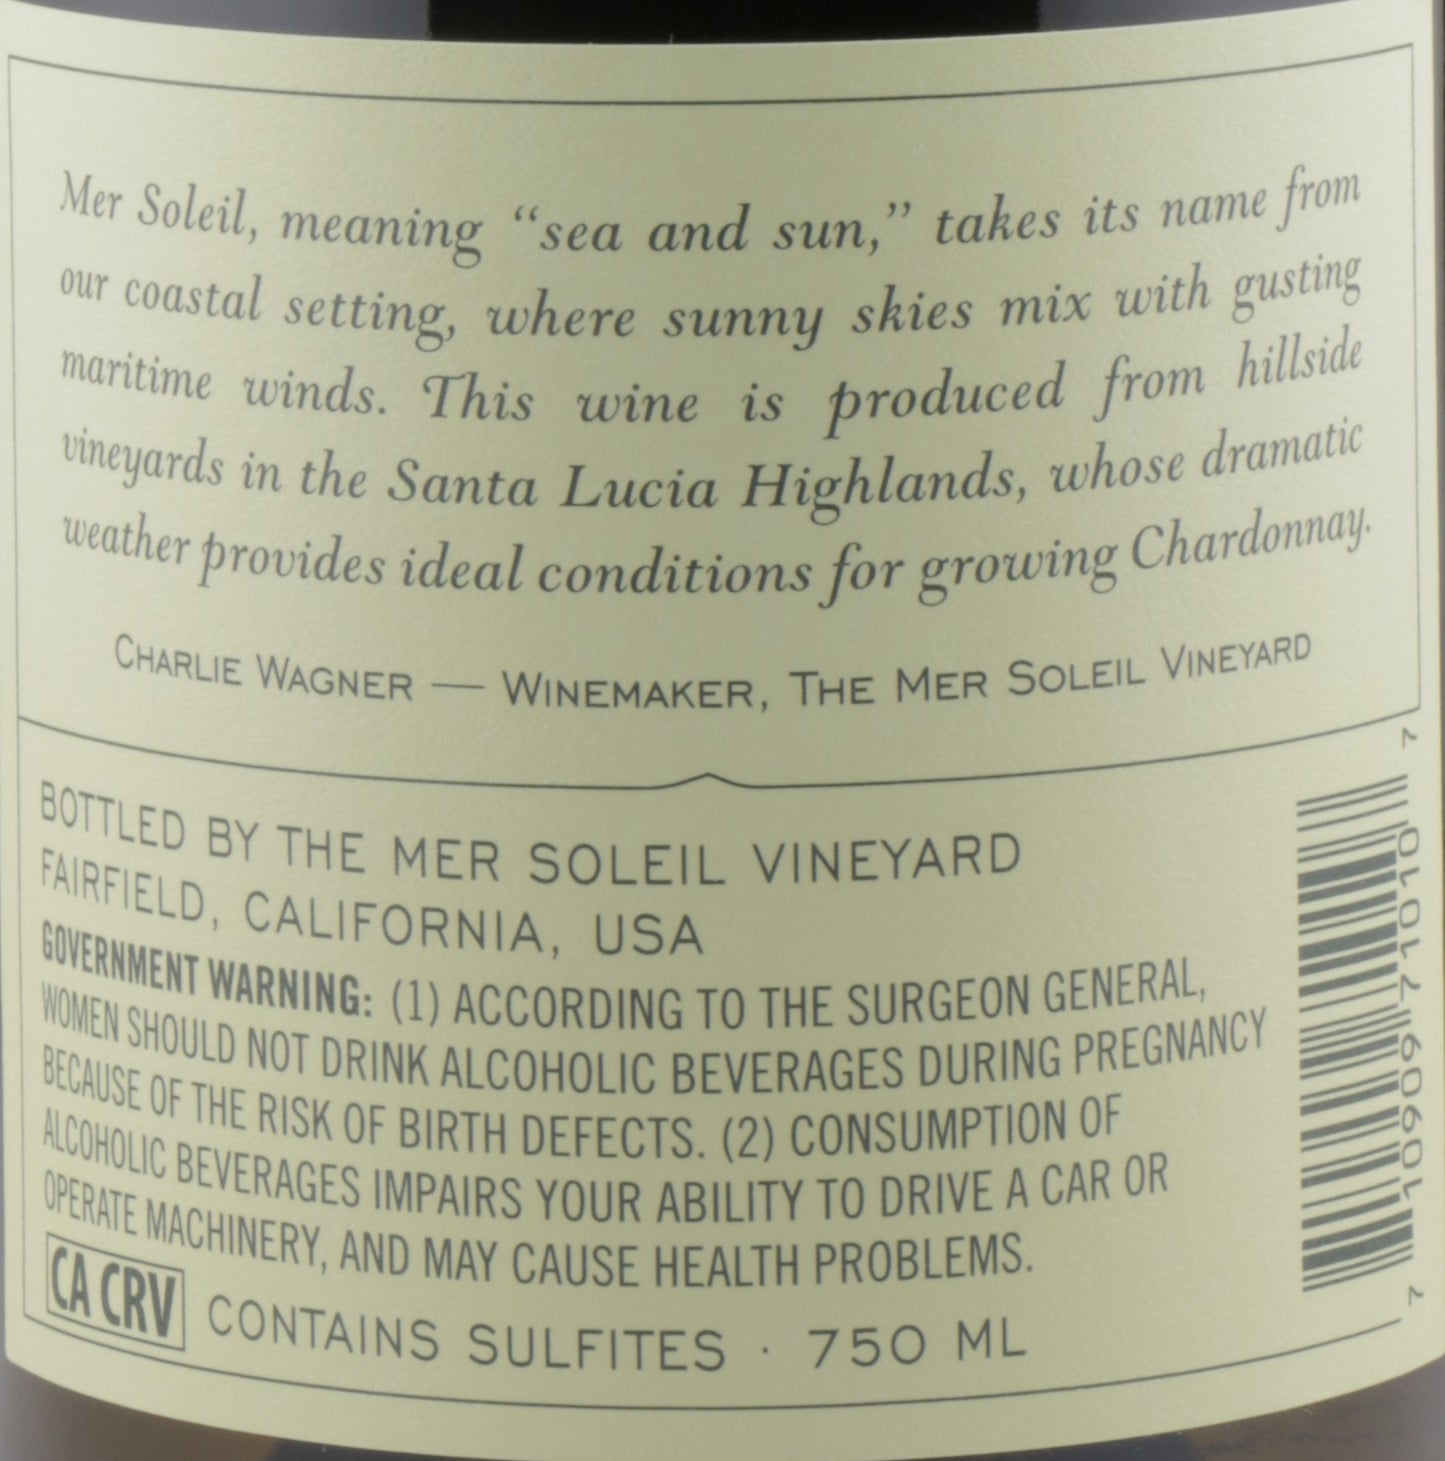 Mer Soleil, meaning “sea and sun,” takes its name from
our coastal setting, where sunny skies mix with gusting
maritime winds. This wine is produced from hillside
vineyards in the Santa Lucia Highlands, whose dramatic
weather provides ideal conditions for growing Chardonnay.
CHARLIE WAGNER — WINEMAKER, THE MER SOLEIL VINEYARD
BOTTLED BY THE MER SOLEIL VINEYARD
FAIRFIELD, CALIFORNIA, USA
GOVERNMENT WARNING: (1) ACCORDING TO THE SURGEON GENERAL,
WOMEN SHOULD NOT DRINK ALCOHOLIC BEVERAGES DURING PREGNANCY
BECAUSE OF THE RISK OF BIRTH DEFECTS. (2) CONSUMPTION OF
ALCOHOLIC BEVERAGES IMPAIRS YOUR ABILITY TO DRIVE A CAR OR
OPERATE MACHINERY, AND MAY CAUSE HEALTH PROBLEMS.
CA CRV CONTAINS SULFITES · 750 ML
7 10909 71010 7